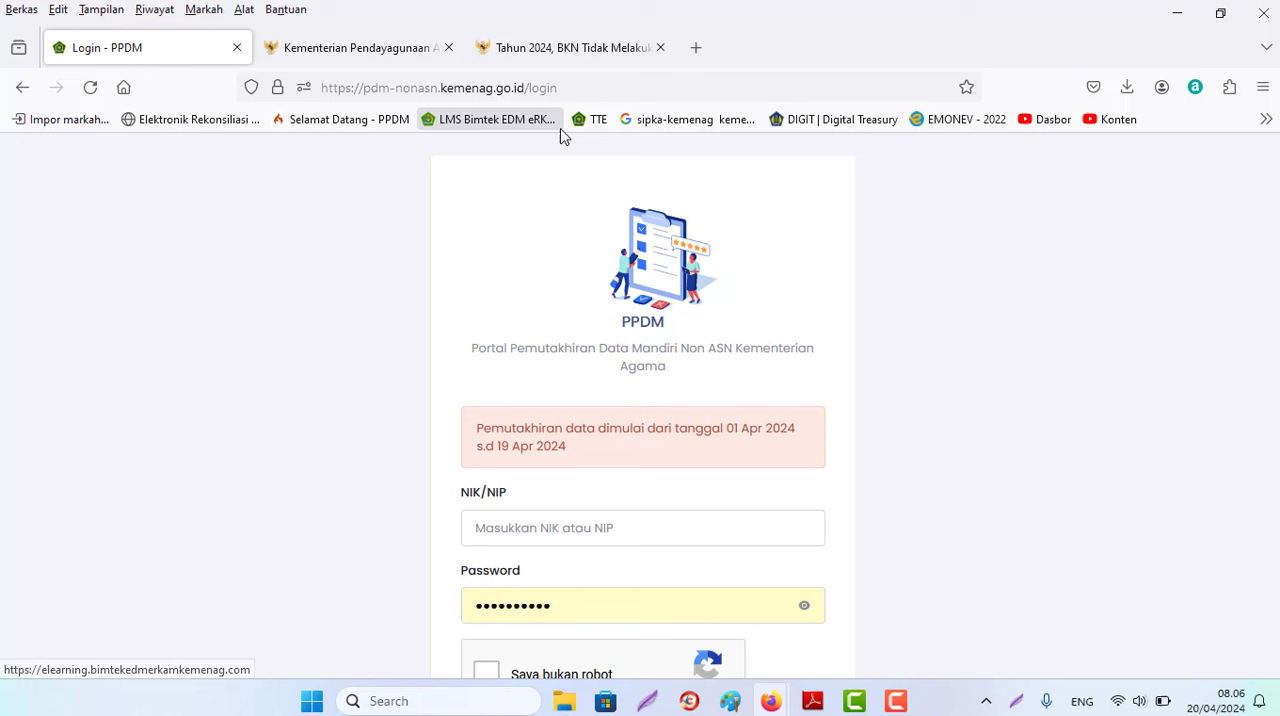 Berkas Edit Tampilan Riwayat Markah Alat Bantuan
Login - PPDM
Kementerian Pendayagunaan A
Tahun 2024, BKN Tidak Melakuk
https://pdm-nonasn.kemenag.go.id/login
Impor markah...
Elektronik Rekonsiliasi ...
Selamat Datang - PPDM
LMS Bimtek EDM eRK...
TTE
sipka-kemenag keme...
DIGIT | Digital Treasury
EMONEV - 2022
Dasbor
Konten
PPDM
Portal Pemutakhiran Data Mandiri Non ASN Kementerian
Agama
Pemutakhiran data dimulai dari tanggal 01 Apr 2024
s.d 19 Apr 2024
NIK/NIP
Masukkan NIK atau NIP
Password
Saya bukan robot
https://elearning.bimtekedmerkamkemenag.com
Search
ENG
08.06
20/04/2024